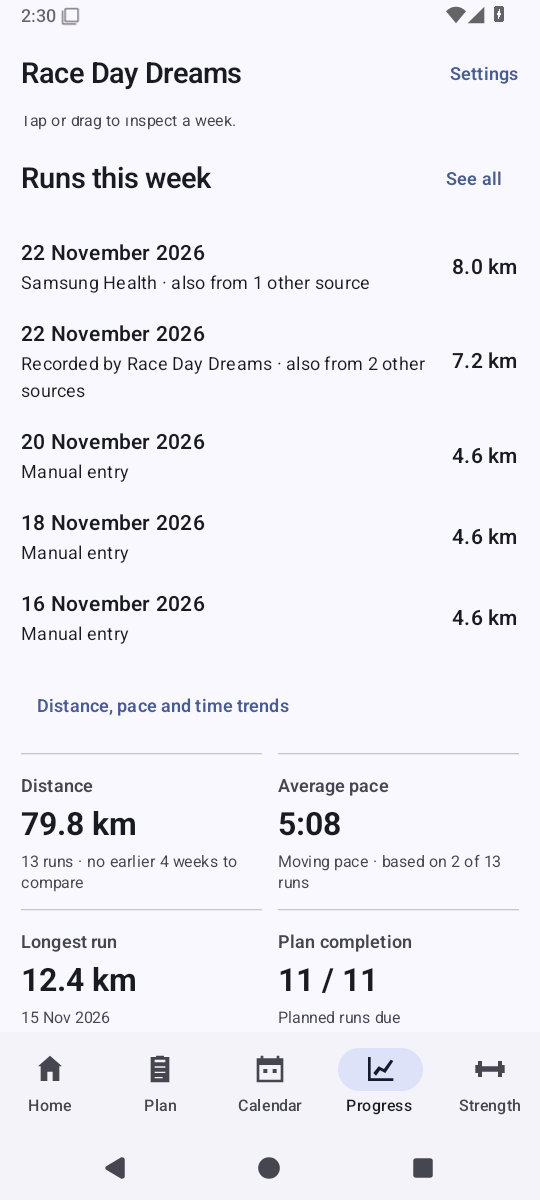 2:30
Race Day Dreams
Settings
Tap or drag to inspect a week.
Runs this week
See all
22 November 2026
Samsung Health · also from 1 other source
8.0 km
22 November 2026
Recorded by Race Day Dreams · also from 2 other
sources
7.2 km
20 November 2026
Manual entry
4.6 km
18 November 2026
Manual entry
4.6 km
16 November 2026
Manual entry
4.6 km
Distance, pace and time trends
Distance
79.8 km
13 runs · no earlier 4 weeks to
compare
Average pace
5:08
Moving pace · based on 2 of 13
runs
Longest run
12.4 km
15 Nov 2026
Plan completion
11 / 11
Planned runs due
Home
Plan
Calendar
Progress
Strength